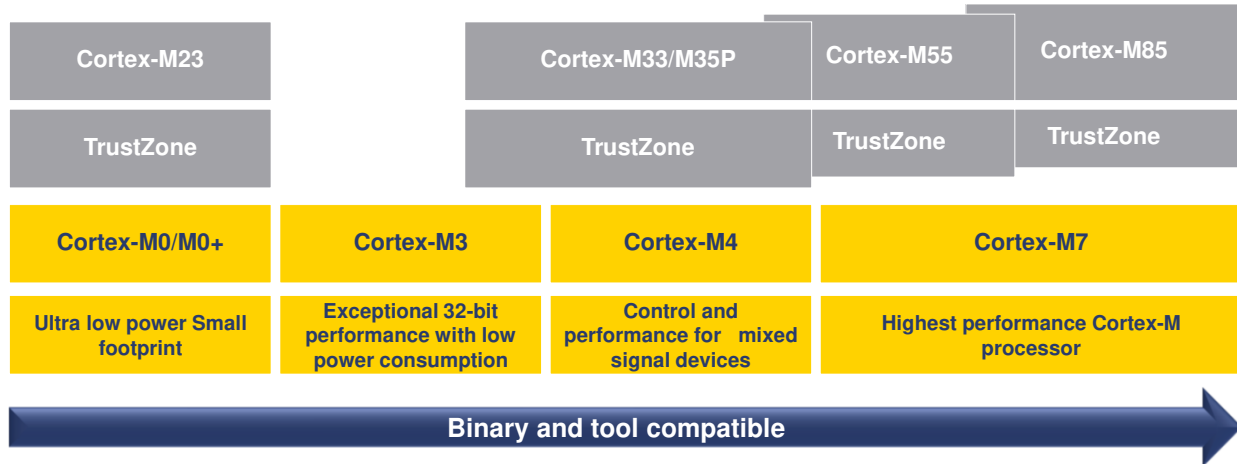 Cortex-M23
Cortex-M33/M35P
Cortex-M55
Cortex-M85
TrustZone
TrustZone
TrustZone
TrustZone
Cortex-M0/M0+
Cortex-M3
Cortex-M4
Cortex-M7
Ultra low power Small
footprint
Exceptional 32-bit
performance with low
power consumption
Control and
performance for mixed
signal devices
Highest performance Cortex-M
processor
Binary and tool compatible